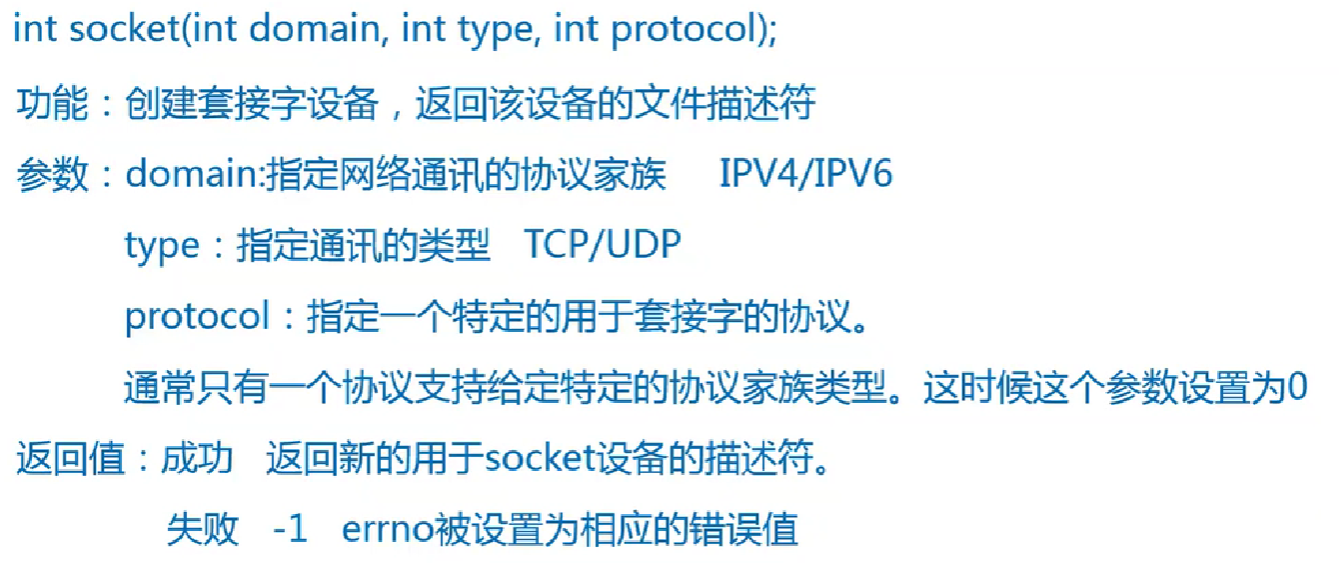 int socket(int domain, int type, int protocol);
功能：创建套接字设备，返回该设备的文件描述符
参数：domain:指定网络通讯的协议家族 IPV4/IPV6
type：指定通讯的类型 TCP/UDP
protocol：指定一个特定的用于套接字的协议。
通常只有一个协议支持给定特定的协议家族类型。这时候这个参数设置为0
返回值：成功 返回新的用于socket设备的描述符。
失败 -1 errno被设置为相应的错误值